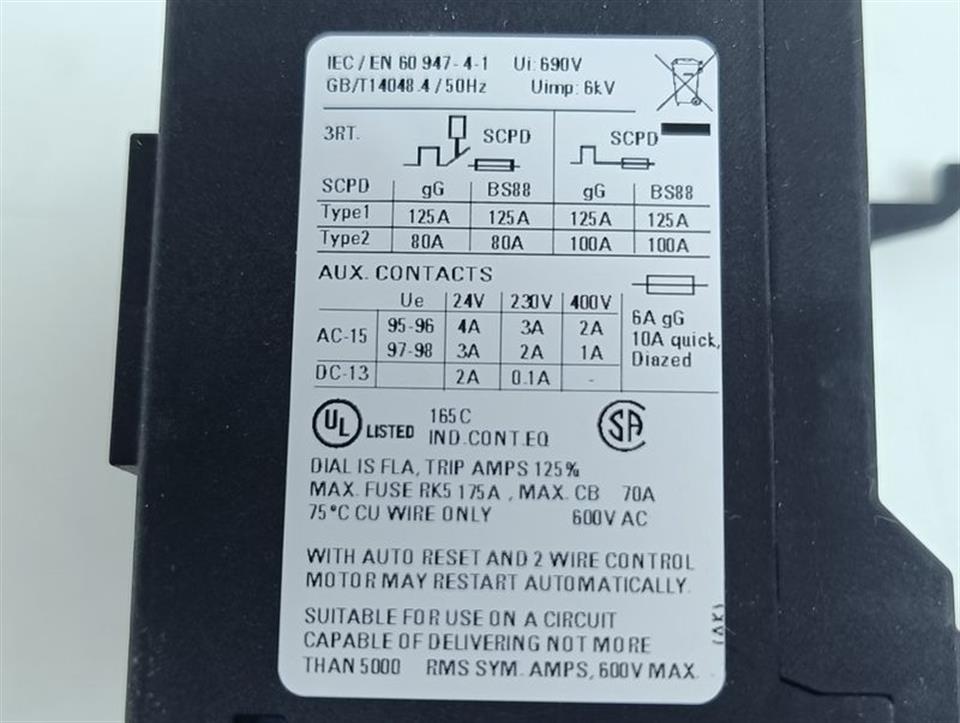 IEC / EN 60 947-4-1 Ui: 690V
GB/T14048.4 / 50Hz Uimp: 6kV
3RT. SCPD SCPD
SCPD gG BS88 gG BS88
Type1 125A 125A 125A 125A
Type2 80A 80A 100A 100A
AUX. CONTACTS
Ue 24V 230V 400V
AC-15 95-96 4A 3A 2A
97-98 3A 2A 1A
DC-13 2A 0.1A -
6A gG
10A quick,
Diazed
UL LISTED 165C
IND.CONT.EQ
SA
DIAL IS FLA, TRIP AMPS 125%
MAX. FUSE RK5 175A , MAX. CB 70A
75°C CU WIRE ONLY 600V AC
WITH AUTO RESET AND 2 WIRE CONTROL
MOTOR MAY RESTART AUTOMATICALLY.
SUITABLE FOR USE ON A CIRCUIT
CAPABLE OF DELIVERING NOT MORE
THAN 5000 RMS SYM. AMPS, 600V MAX.